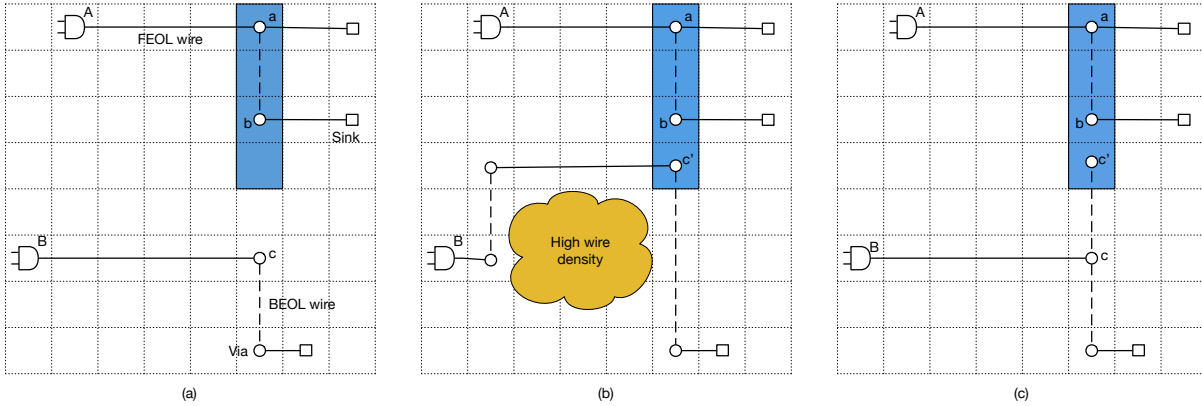 A
a
FEOL wire
b
Sink
B
c
BEOL wire
Via
(a)
A
a
b
c'
B
High wire
density
(b)
A
a
b
c'
B
c
(c)